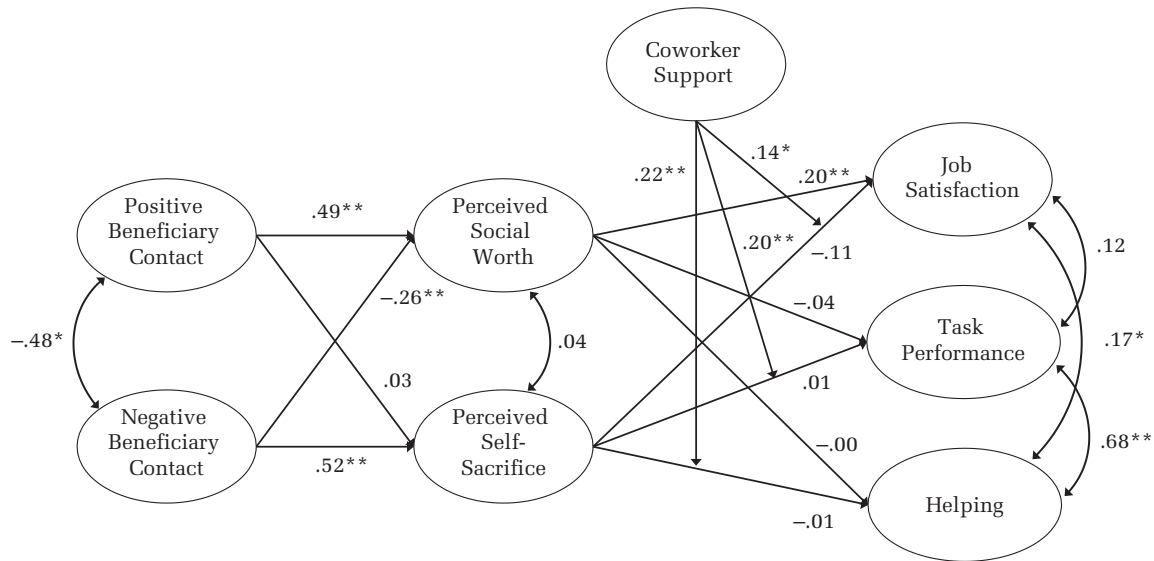 Coworker
Support
.14*
.22**
.20**
Job
Satisfaction
Positive
Beneficiary
Contact
.49**
Perceived
Social
Worth
.20**
–.11
.12
–.26**
–.04
–.48*
.04
Task
Performance
.17*
.03
.01
Negative
Beneficiary
Contact
.52**
Perceived
Self-
Sacrifice
–.00
.68**
–.01
Helping